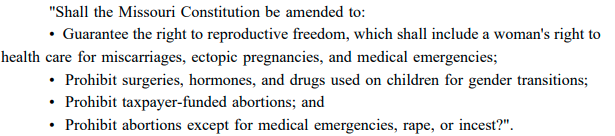 "Shall the Missouri Constitution be amended to:
• Guarantee the right to reproductive freedom, which shall include a woman's right to
health care for miscarriages, ectopic pregnancies, and medical emergencies;
• Prohibit surgeries, hormones, and drugs used on children for gender transitions;
• Prohibit taxpayer-funded abortions; and
• Prohibit abortions except for medical emergencies, rape, or incest?".